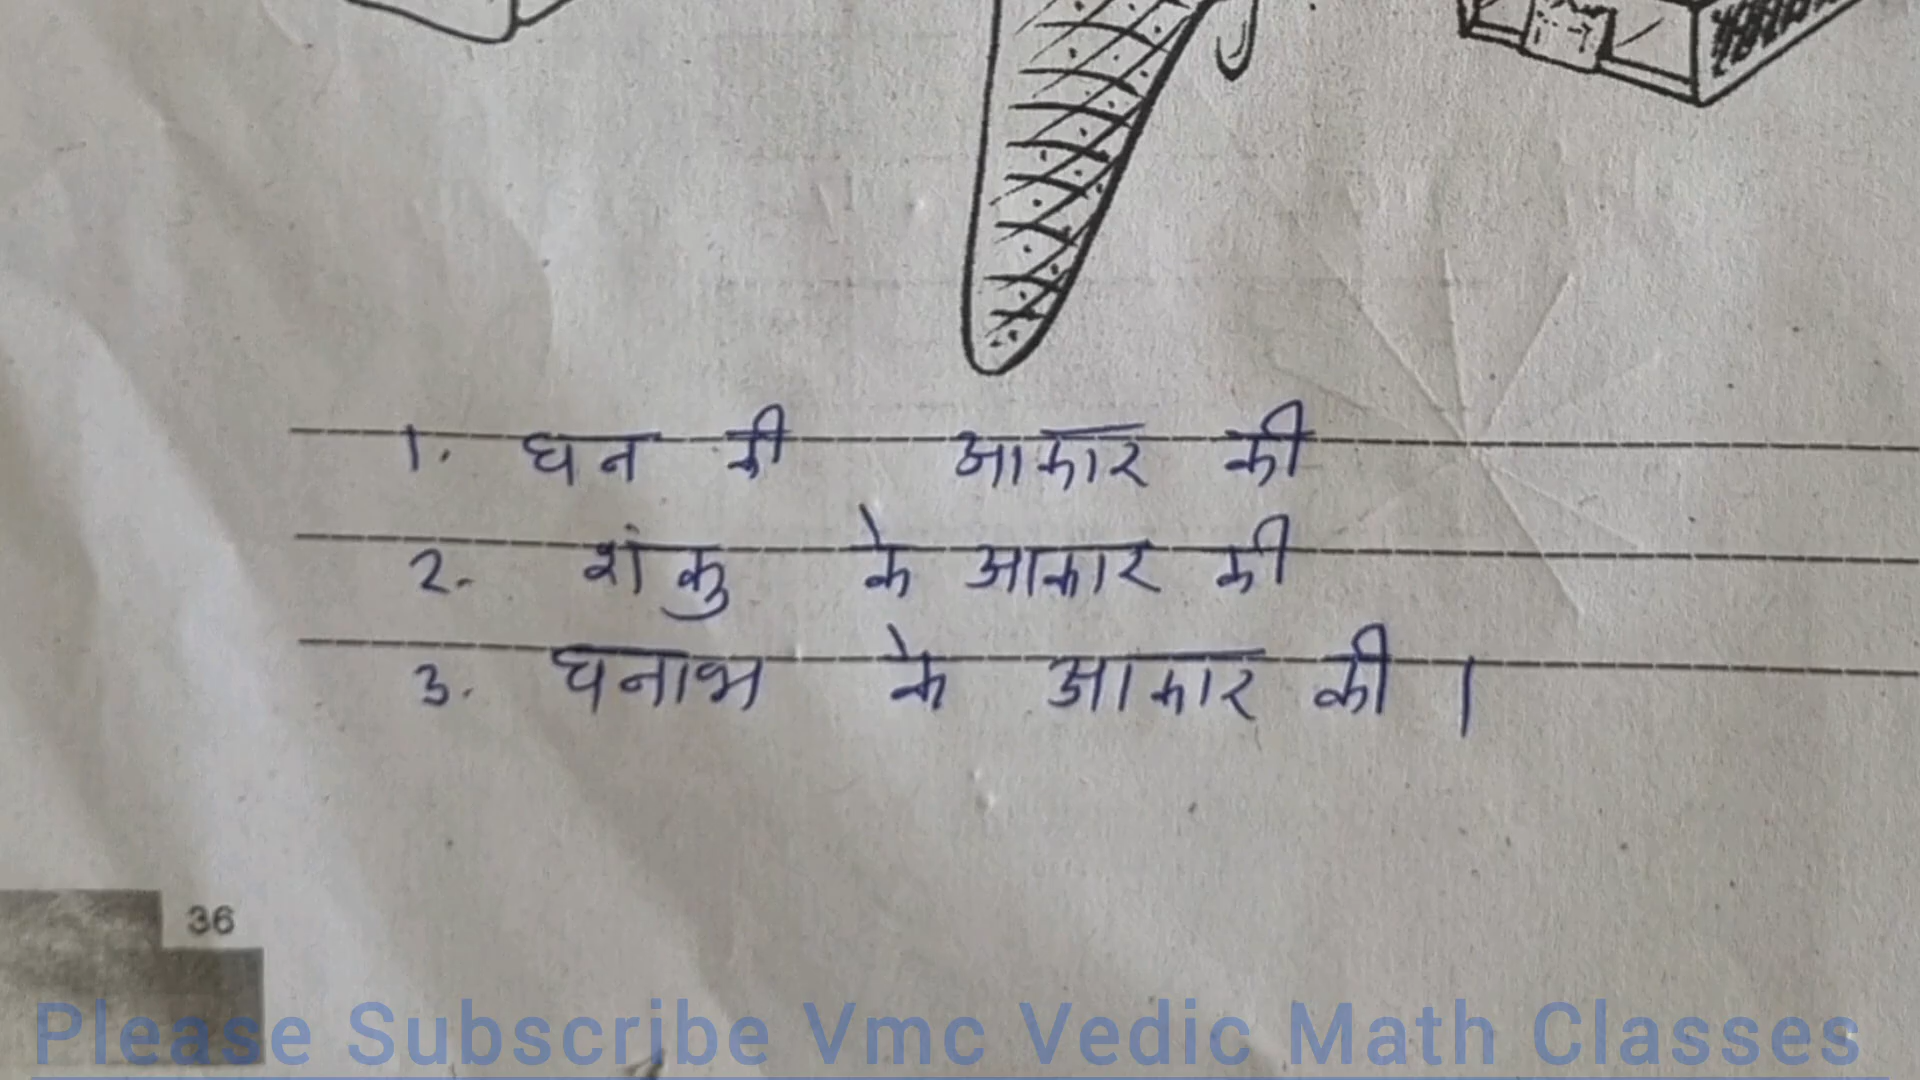 1. घन की आकार की
2. शंकु के आकार की
3. घनाभ के आकार की ।
36
Please Subscribe Vmc Vedic Math Classes